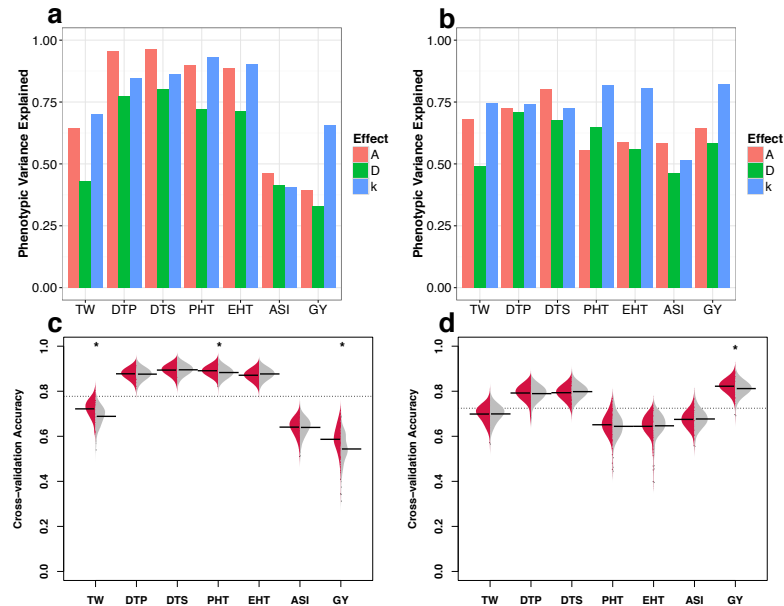 a
Phenotypic Variance Explained
1.00
0.75
0.50
0.25
0.00
TW DTP DTS PHT EHT ASI GY
Effect
A
D
k
b
Phenotypic Variance Explained
1.00
0.75
0.50
0.25
0.00
TW DTP DTS PHT EHT ASI GY
Effect
A
D
k
c
Cross−validation Accuracy
1.0
0.8
0.6
0.4
0.2
0.0
* * *
TW DTP DTS PHT EHT ASI GY
d
Cross−validation Accuracy
1.0
0.8
0.6
0.4
0.2
0.0
*
TW DTP DTS PHT EHT ASI GY